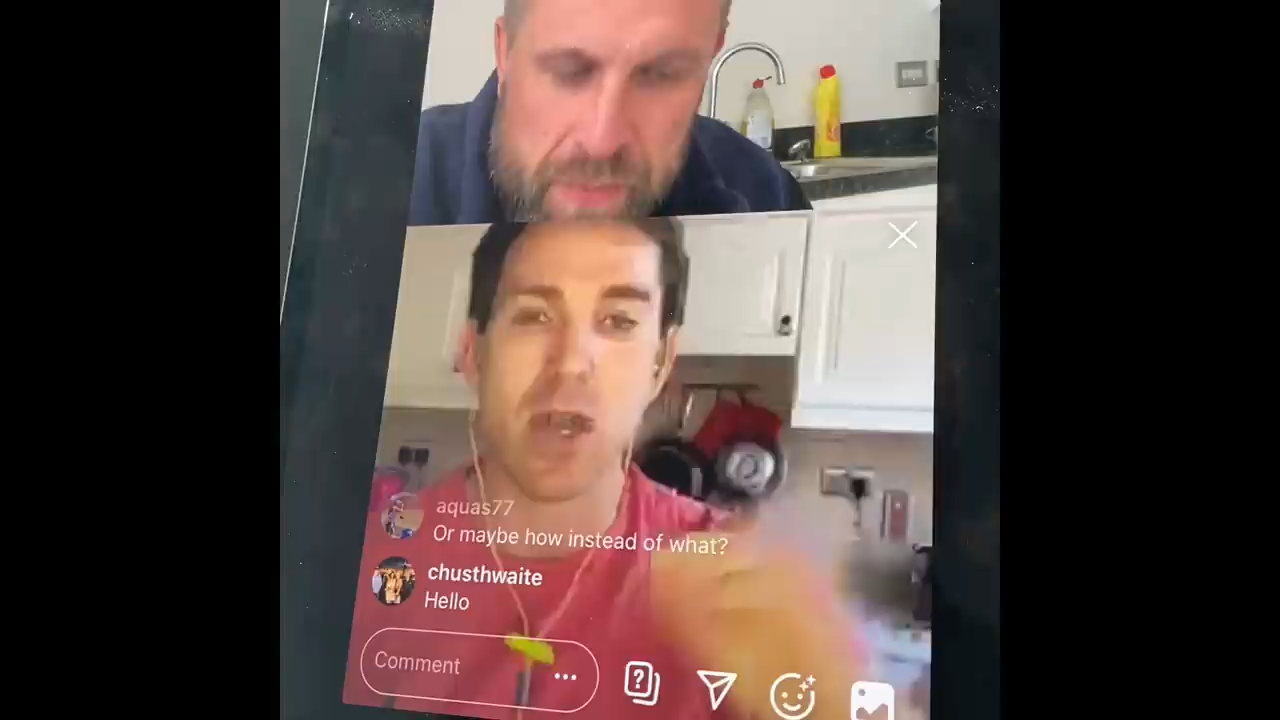 aquas77
Or maybe how instead of what?
chusthwaite
Hello
Comment
?